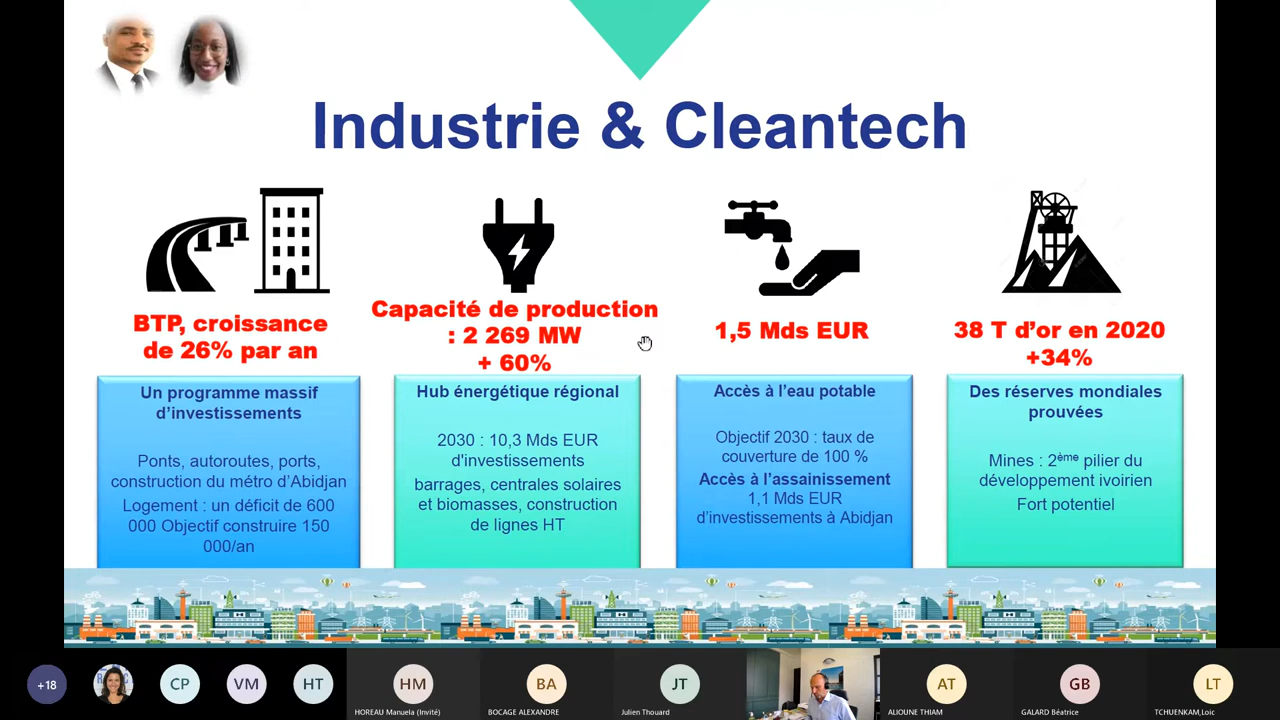 Industrie & Cleantech
BTP, croissance
de 26% par an
Un programme massif
d’investissements
Ponts, autoroutes, ports,
construction du métro d’Abidjan
Logement : un déficit de 600
000 Objectif construire 150
000/an
Capacité de production
: 2 269 MW
+ 60%
Hub énergétique régional
2030 : 10,3 Mds EUR
d'investissements
barrages, centrales solaires
et biomasses, construction
de lignes HT
1,5 Mds EUR
Accès à l’eau potable
Objectif 2030 : taux de
couverture de 100 %
Accès à l’assainissement
1,1 Mds EUR
d’investissements à Abidjan
38 T d’or en 2020
+34%
Des réserves mondiales
prouvées
Mines : 2ème pilier du
développement ivoirien
Fort potentiel
+18
CP
VM
HT
HM
HOREAU Manuela (Invité)
BA
BOCAGE ALEXANDRE
JT
Julien Thouard
AT
ALIOUNE THIAM
GB
GALARD Béatrice
LT
TCHUENKAM,Loic